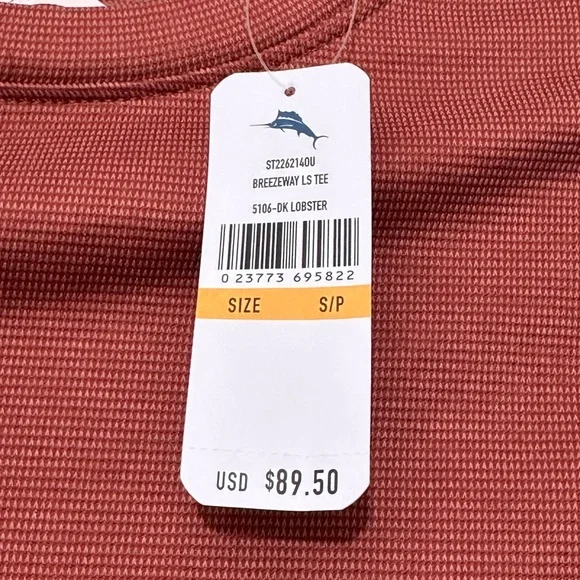 ST2262140U
BREEZEWAY LS TEE
5106-DK LOBSTER
0 23773 695822
SIZE S/P
USD $89.50